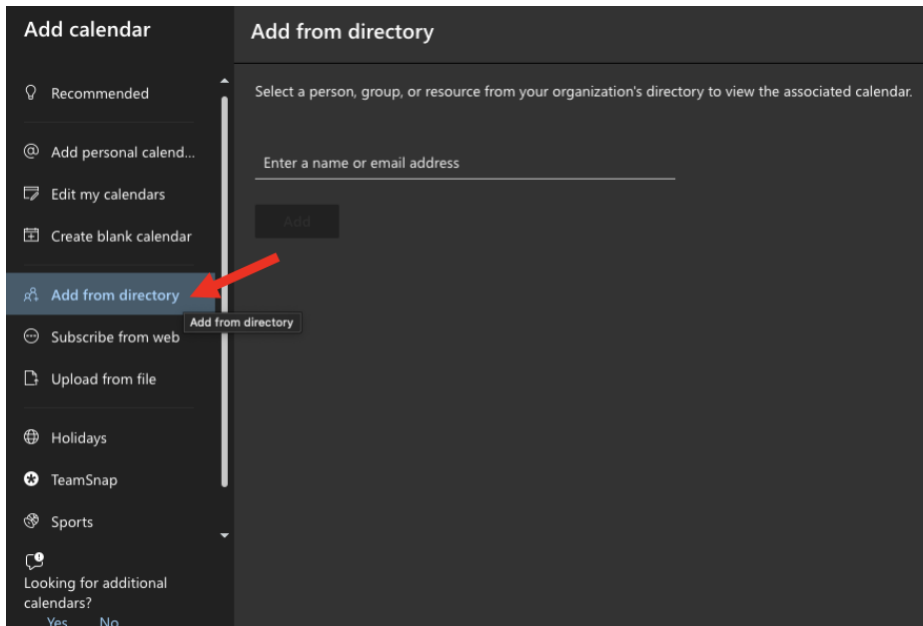 Add calendar
Recommended
Add personal calend...
Edit my calendars
Create blank calendar
Add from directory
Add from directory
Subscribe from web
Upload from file
Holidays
TeamSnap
Sports
Looking for additional
calendars?
Yes No
Add from directory
Select a person, group, or resource from your organization's directory to view the associated calendar.
Enter a name or email address
Add